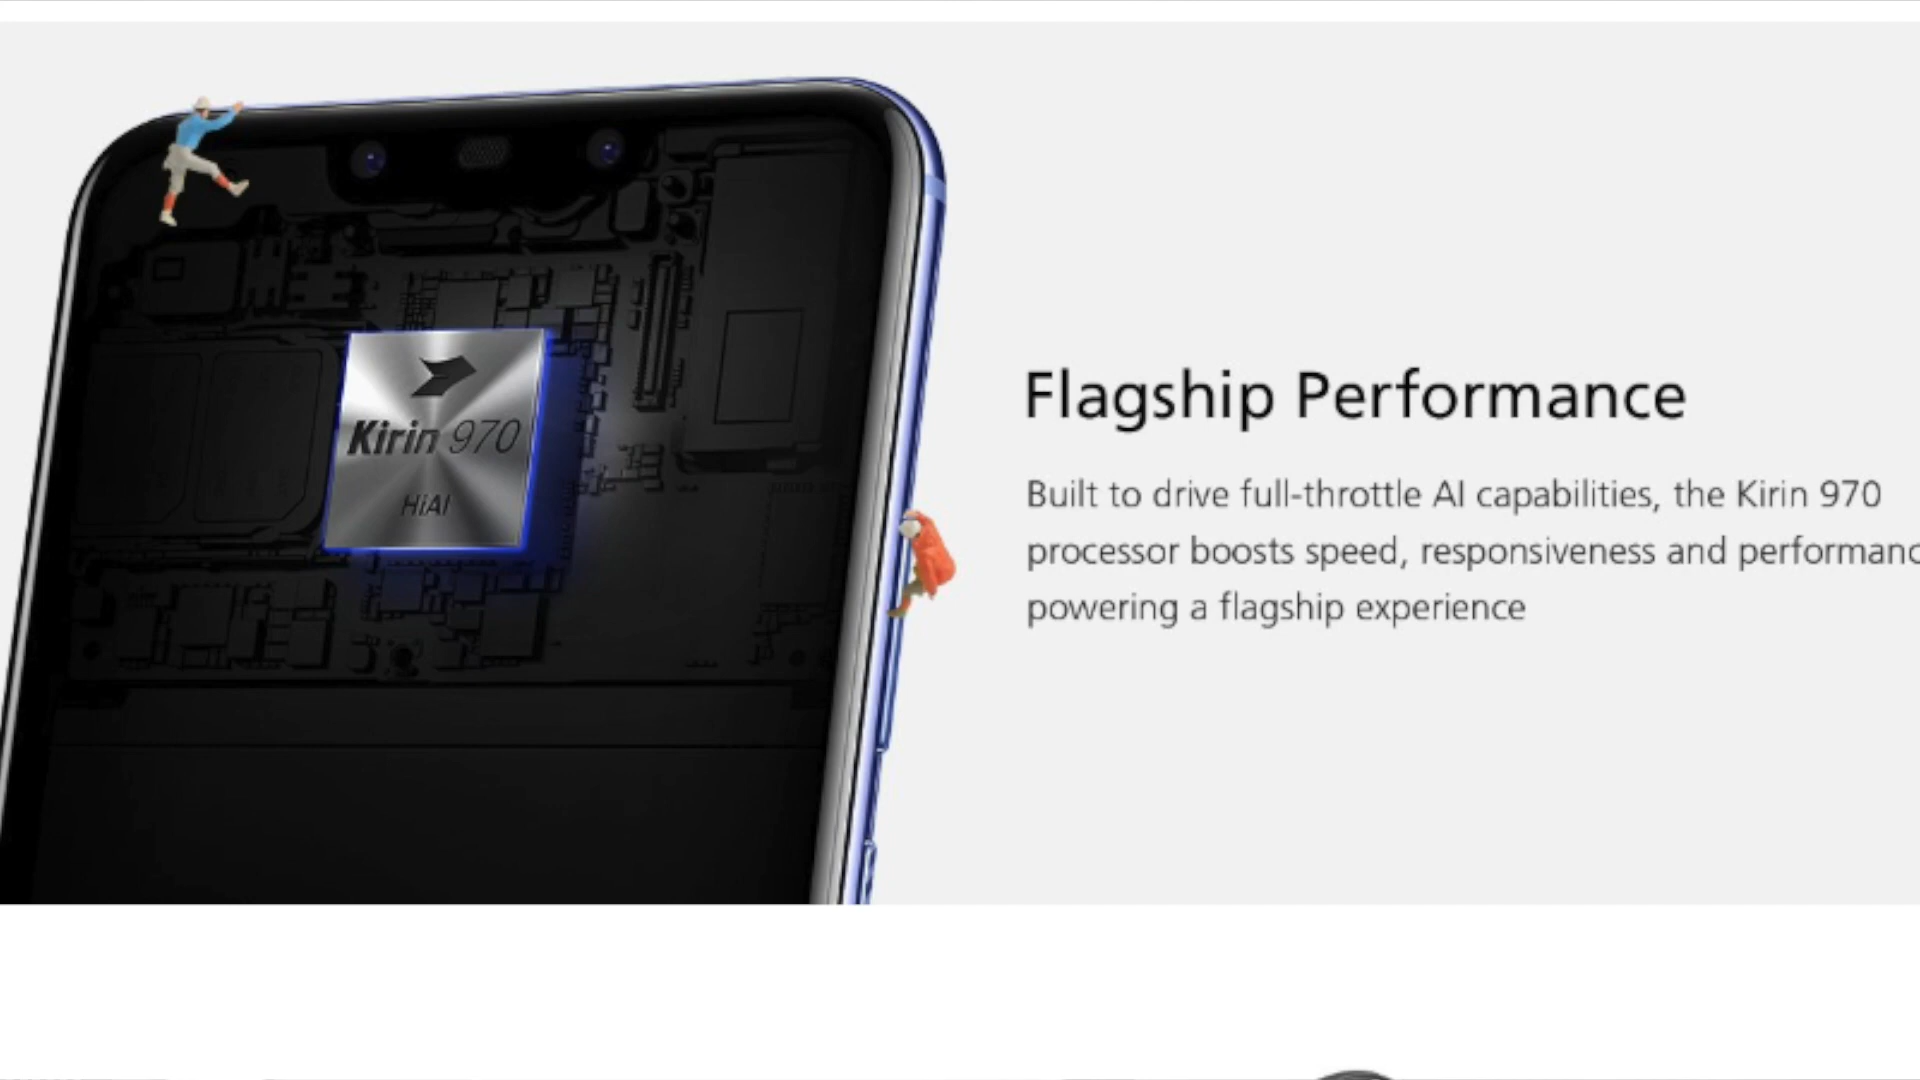 Kirin 970
HiAI
Flagship Performance
Built to drive full-throttle AI capabilities, the Kirin 970
processor boosts speed, responsiveness and performanc
powering a flagship experience